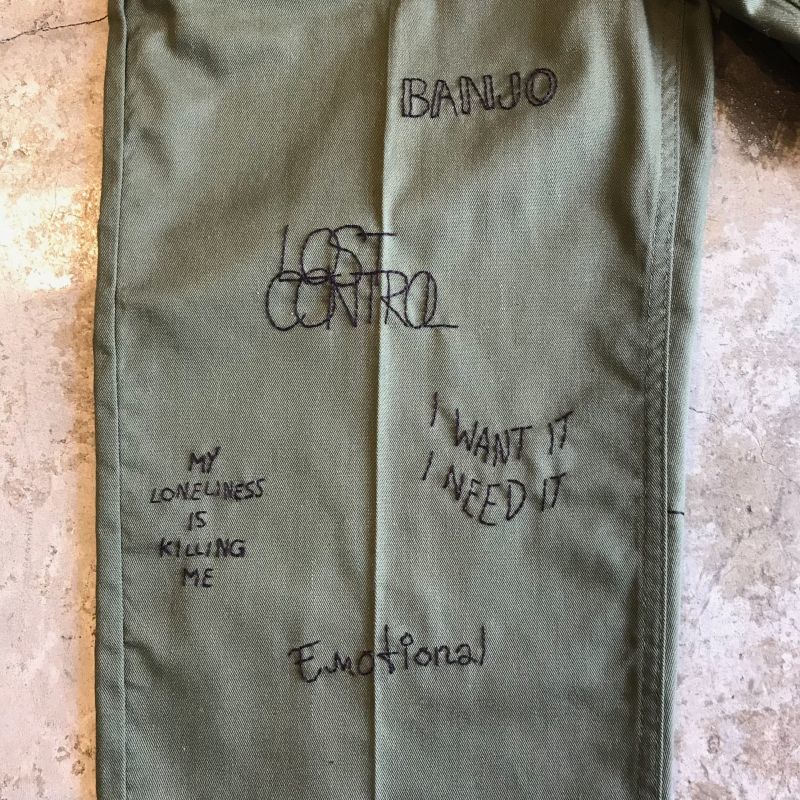 BANJO
LOST
CONTROL
I WANT IT
I NEED IT
MY
LONELINESS
IS
KILLING
ME
Emotional